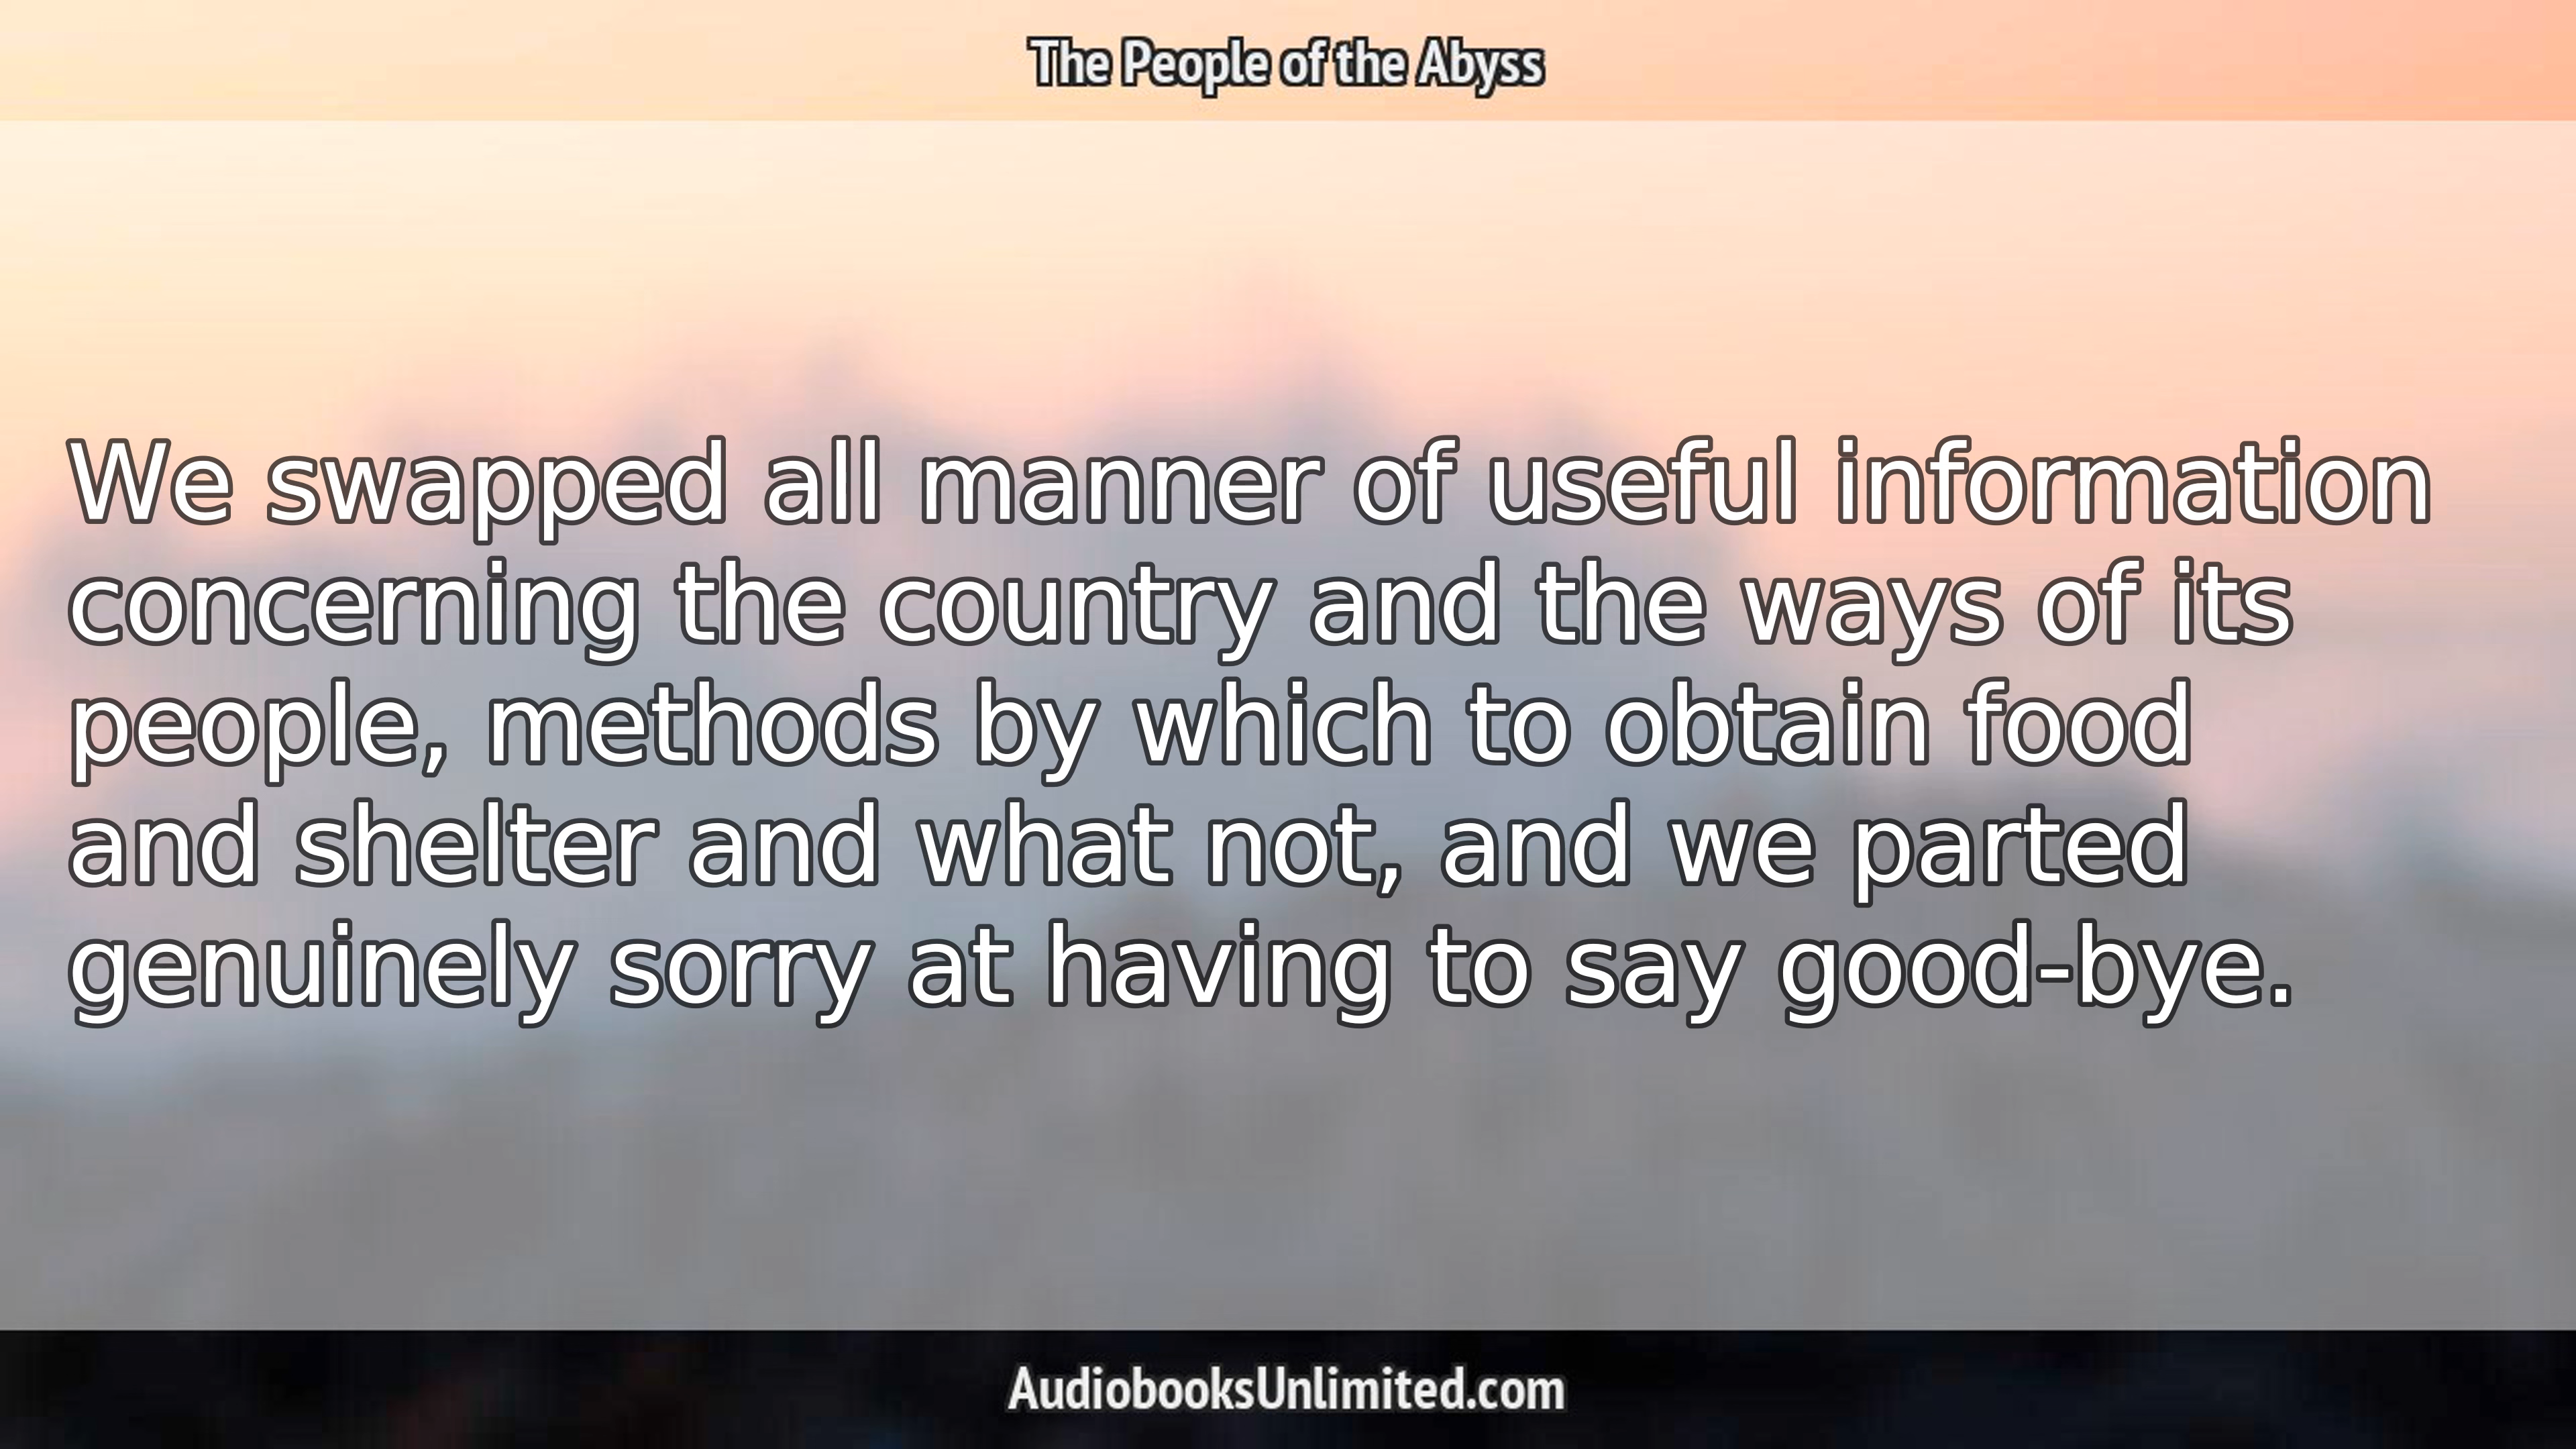 The People of the Abyss
We swapped all manner of useful information
concerning the country and the ways of its
people, methods by which to obtain food
and shelter and what not, and we parted
genuinely sorry at having to say good-bye.
AudiobooksUnlimited.com